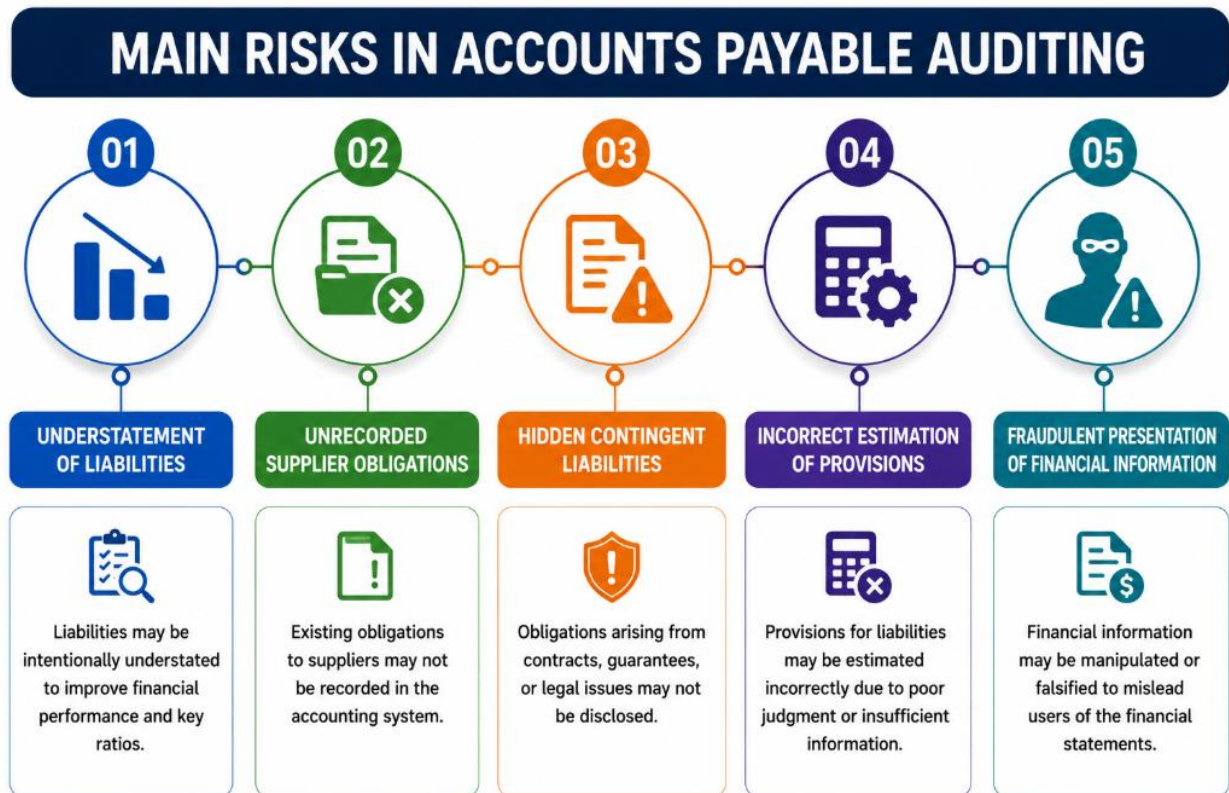 MAIN RISKS IN ACCOUNTS PAYABLE AUDITING
01
UNDERSTATEMENT
OF LIABILITIES
Liabilities may be
intentionally understated
to improve financial
performance and key
ratios.
02
UNRECORDED
SUPPLIER OBLIGATIONS
Existing obligations
to suppliers may not
be recorded in the
accounting system.
03
HIDDEN CONTINGENT
LIABILITIES
Obligations arising from
contracts, guarantees,
or legal issues may not
be disclosed.
04
INCORRECT ESTIMATION
OF PROVISIONS
Provisions for liabilities
may be estimated
incorrectly due to poor
judgment or insufficient
information.
05
FRAUDULENT PRESENTATION
OF FINANCIAL INFORMATION
$
Financial information
may be manipulated or
falsified to mislead
users of the financial
statements.